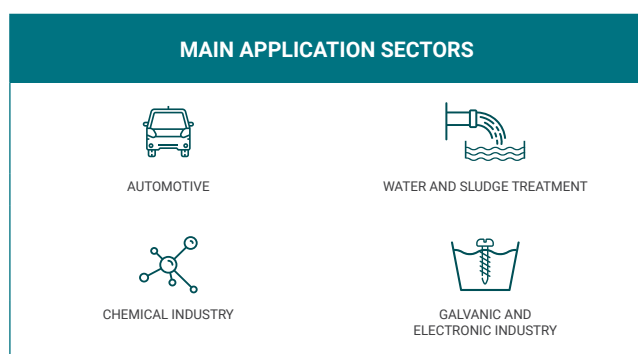 MAIN APPLICATION SECTORS
AUTOMOTIVE
WATER AND SLUDGE TREATMENT
CHEMICAL INDUSTRY
GALVANIC AND
ELECTRONIC INDUSTRY